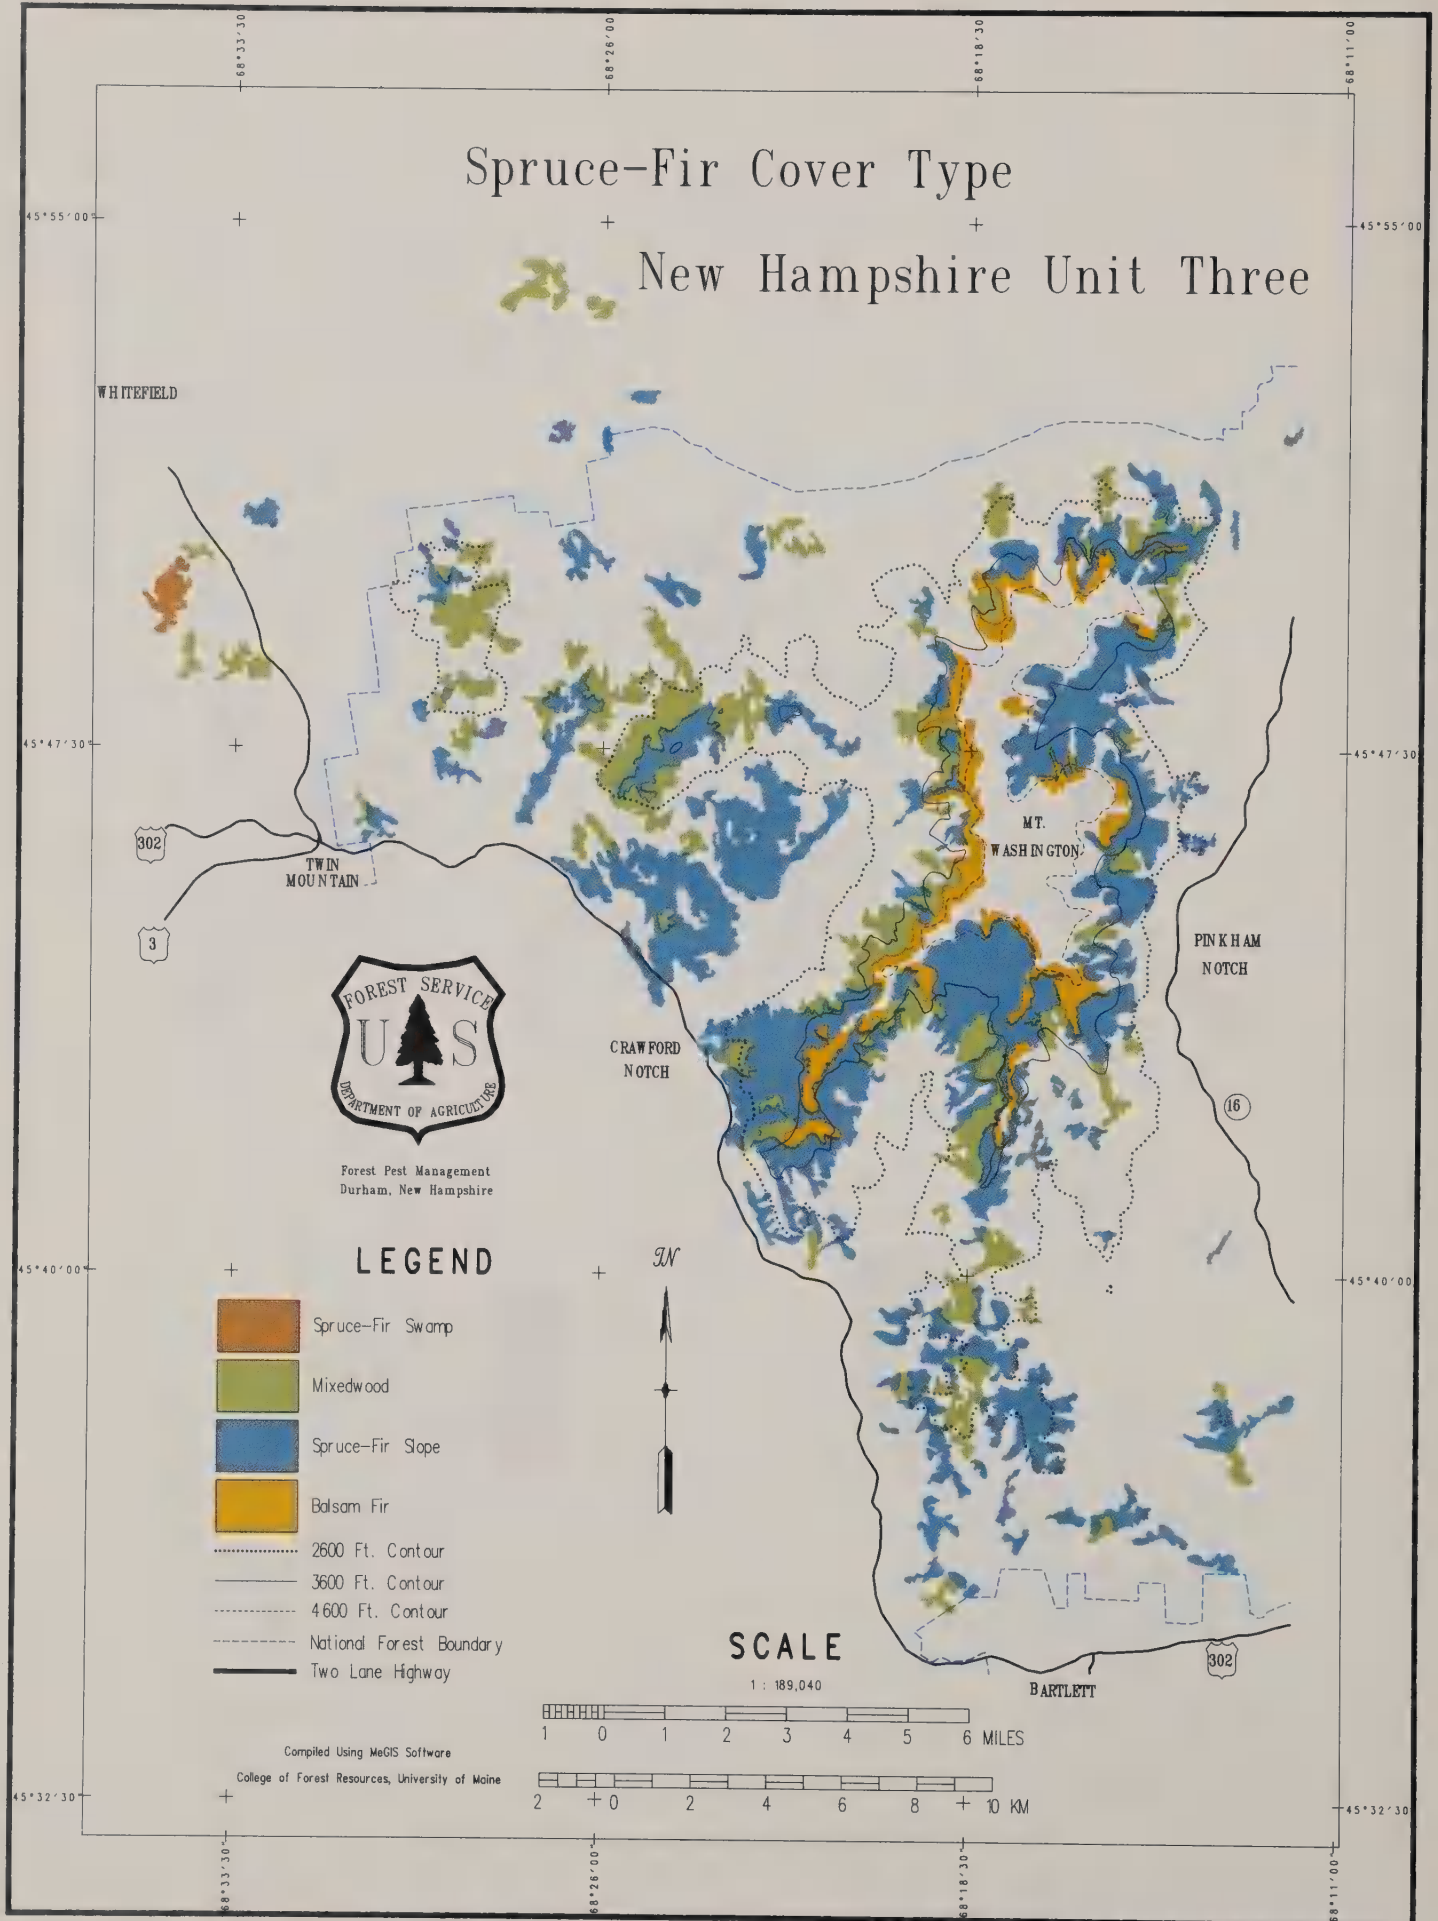 68°33'30
68°26'00
68°18'30
68°11'00
Spruce-Fir Cover Type
45°55'00"
45°55'00
New Hampshire Unit Three
WHITEFIELD
45°47'30
45°47'30
MT.
WASHINGTON
302
TWIN
MOUNTAIN
3
PINKHAM
NOTCH
FOREST SERVICE
U S
DEPARTMENT OF AGRICULTURE
CRAWFORD
NOTCH
16
Forest Pest Management
Durham, New Hampshire
LEGEND
TN
45°40'00"
45°40'00
Spruce-Fir Swamp
Mixedwood
Spruce-Fir Slope
Balsam Fir
2600 Ft. Contour
3600 Ft. Contour
4600 Ft. Contour
National Forest Boundary
Two Lane Highway
SCALE
1 : 189,040
302
BARTLETT
1 0 1 2 3 4 5 6 MILES
Compiled Using MeGIS Software
College of Forest Resources, University of Maine
2 0 2 4 6 8 10 KM
45°32'30"
45°32'30
68°33'30"
68°26'00"
68°18'30"
68°11'00"